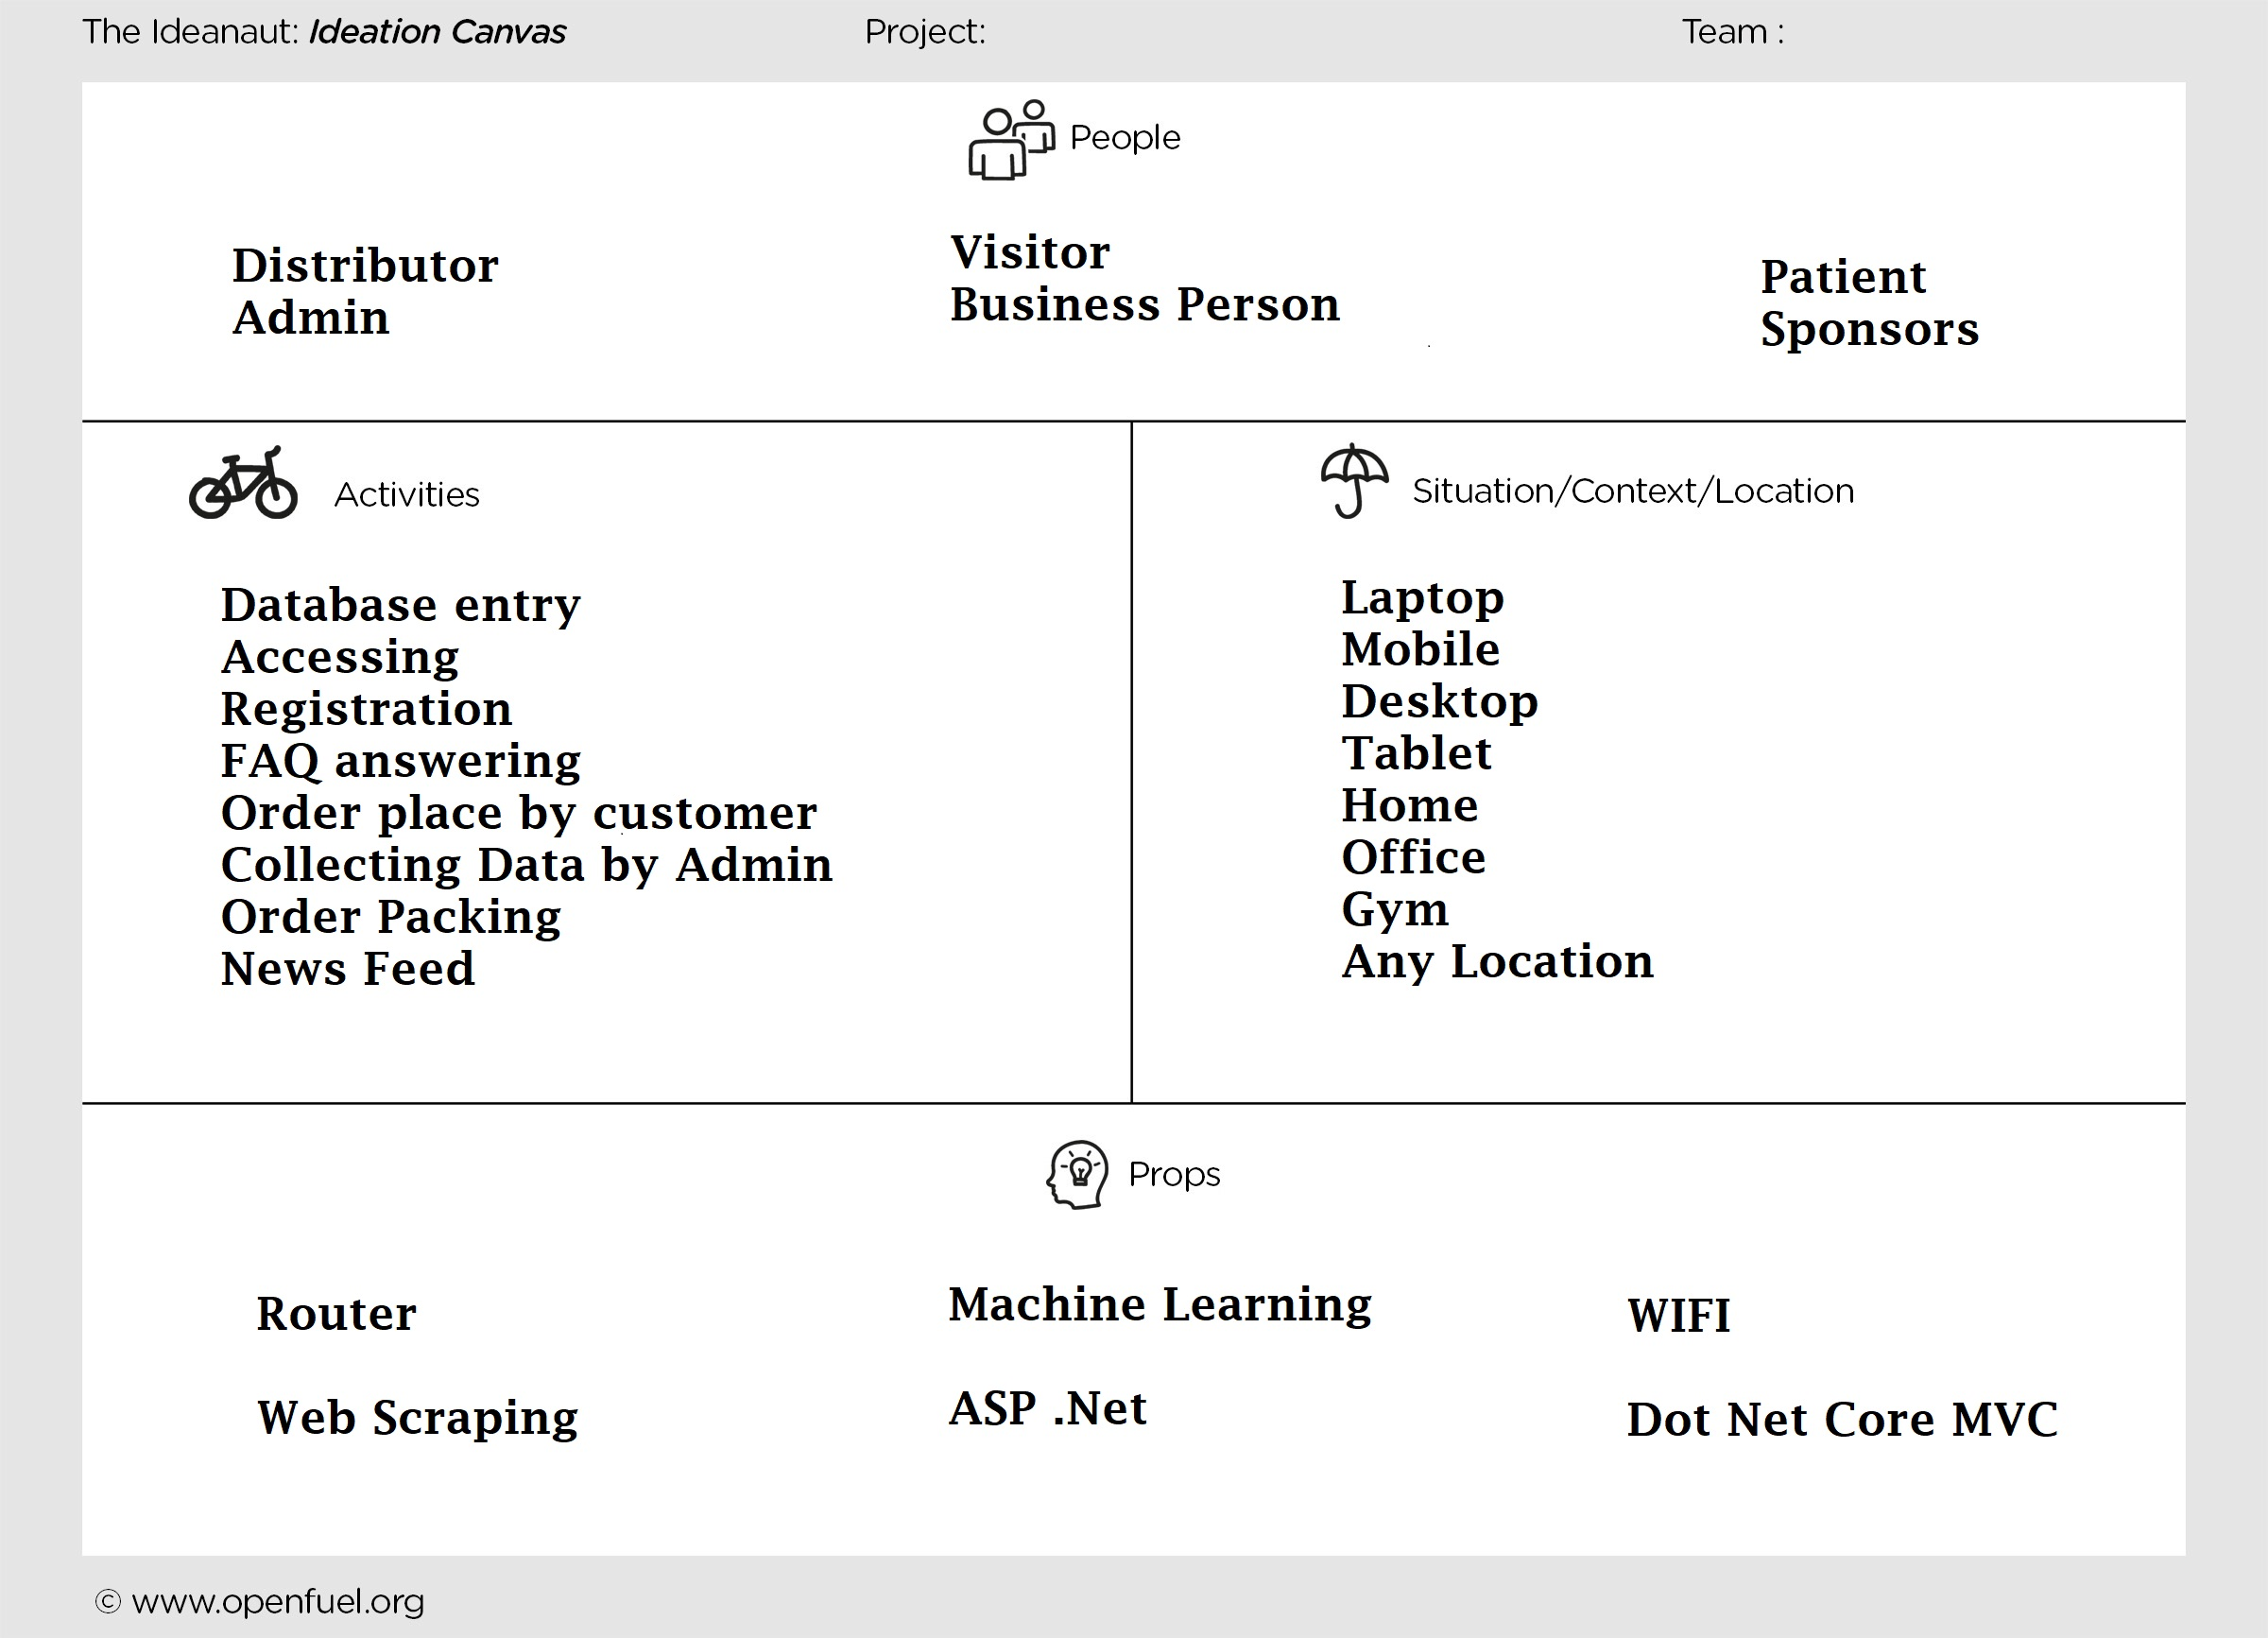 The Ideanaut: Ideation Canvas
Project:
Team :
People
Distributor
Admin
Visitor
Business Person
Patient
Sponsors
Activities
Database entry
Accessing
Registration
FAQ answering
Order place by customer
Collecting Data by Admin
Order Packing
News Feed
Situation/Context/Location
Laptop
Mobile
Desktop
Tablet
Home
Office
Gym
Any Location
Props
Router
Machine Learning
WIFI
Web Scraping
ASP .Net
Dot Net Core MVC
© www.openfuel.org